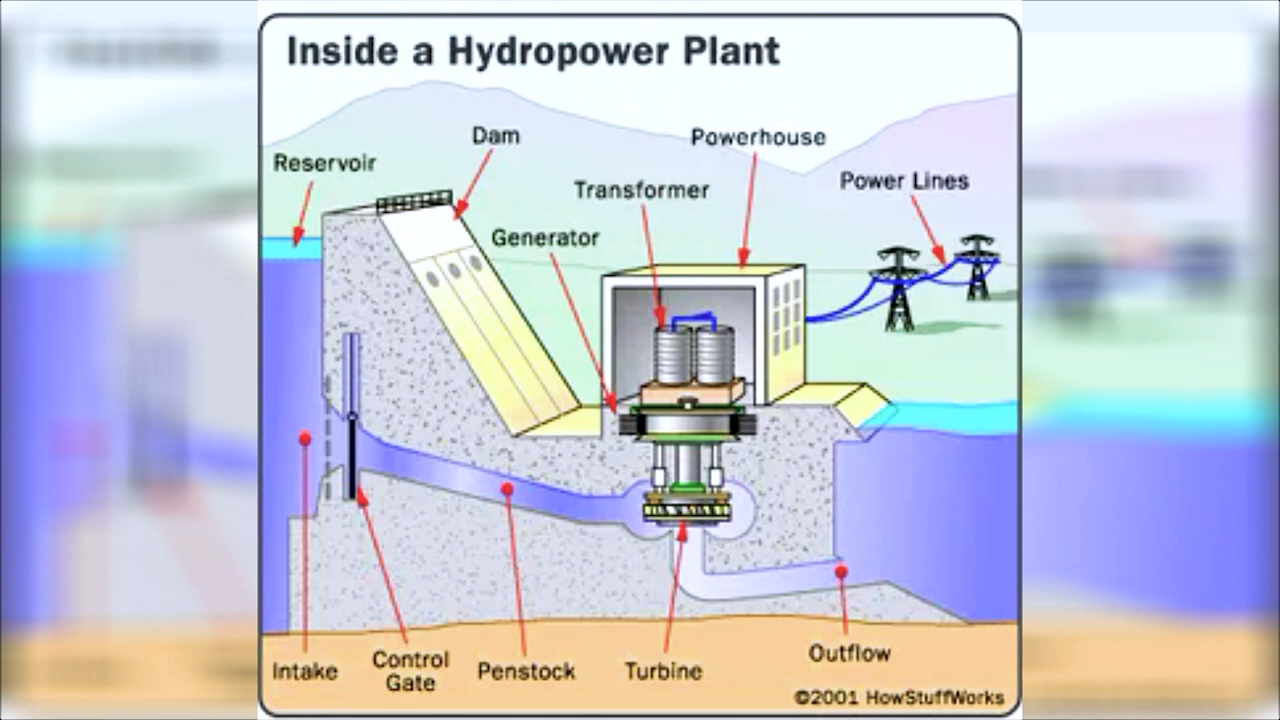 Inside a Hydropower Plant
Dam
Powerhouse
Reservoir
Transformer
Power Lines
Generator
Intake
Control
Gate
Penstock
Turbine
Outflow
©2001 HowStuffWorks